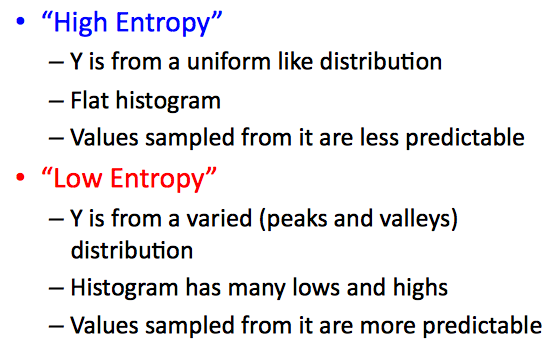 • “High Entropy”
– Y is from a uniform like distribution
– Flat histogram
– Values sampled from it are less predictable
• “Low Entropy”
– Y is from a varied (peaks and valleys)
distribution
– Histogram has many lows and highs
– Values sampled from it are more predictable